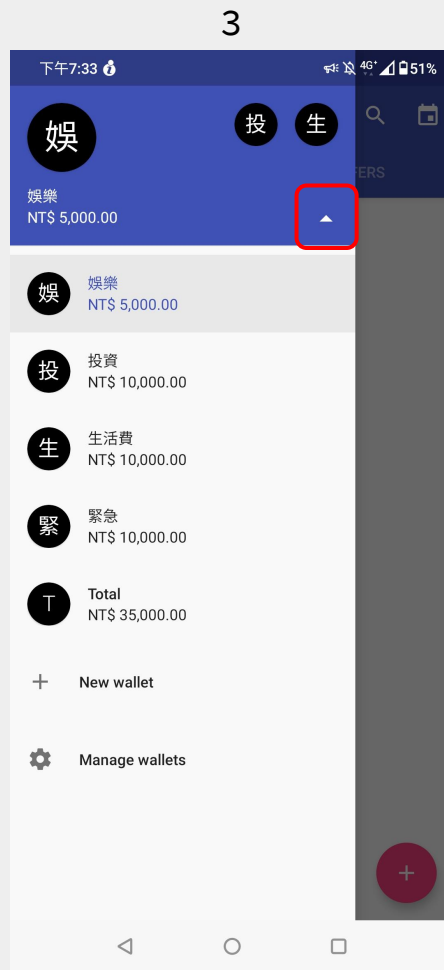 3
下午7:33
4G+ 51%
娛 投 生
FERS
娛樂
NT$ 5,000.00
娛 娛樂
NT$ 5,000.00
投 投資
NT$ 10,000.00
生 生活費
NT$ 10,000.00
緊 緊急
NT$ 10,000.00
T Total
NT$ 35,000.00
New wallet
Manage wallets